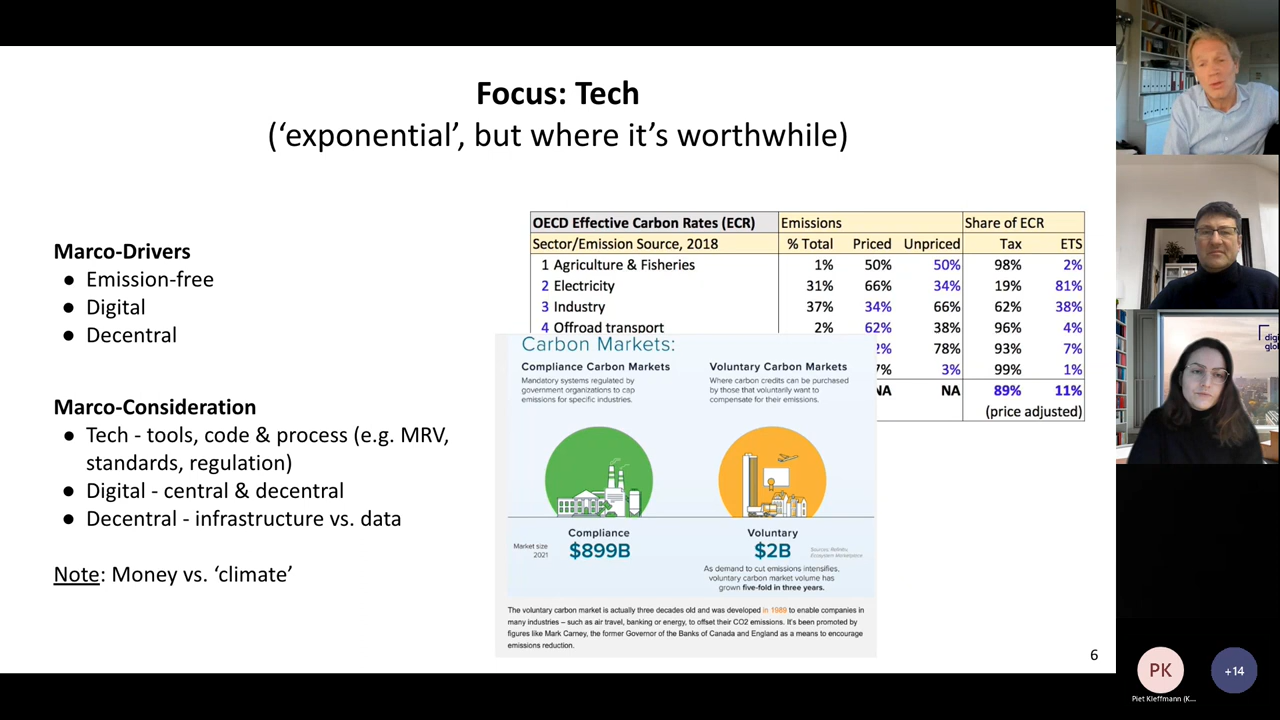 Focus: Tech
(‘exponential’, but where it’s worthwhile)
Marco-Drivers
● Emission-free
● Digital
● Decentral
Marco-Consideration
● Tech - tools, code & process (e.g. MRV,
standards, regulation)
● Digital - central & decentral
● Decentral - infrastructure vs. data
Note: Money vs. ‘climate’
OECD Effective Carbon Rates (ECR) Emissions Share of ECR
Sector/Emission Source, 2018 % Total Priced Unpriced Tax ETS
1 Agriculture & Fisheries 1% 50% 50% 98% 2%
2 Electricity 31% 66% 34% 19% 81%
3 Industry 37% 34% 66% 62% 38%
4 Offroad transport 2% 62% 38% 96% 4%
2% 78% 93% 7%
7% 3% 99% 1%
NA NA 89% 11%
(price adjusted)
Carbon Markets:
Compliance Carbon Markets
Mandatory systems regulated by
government organizations to cap
emissions for specific industries.
Voluntary Carbon Markets
Where carbon credits can be purchased
by those that voluntarily want to
compensate for their emissions.
Market size
2021
Compliance
$899B
Voluntary
$2B
Sources: Refinitiv,
Ecosystem Marketplace
As demand to cut emissions intensifies,
voluntary carbon market volume has
grown five-fold in three years.
The voluntary carbon market is actually three decades old and was developed in 1989 to enable companies in
many industries – such as air travel, banking or energy, to offset their CO2 emissions. It's been promoted by
figures like Mark Carney, the former Governor of the Banks of Canada and England as a means to encourage
emissions reduction.
6
digi
glo
PK
+14
Piet Kleffmann (K...